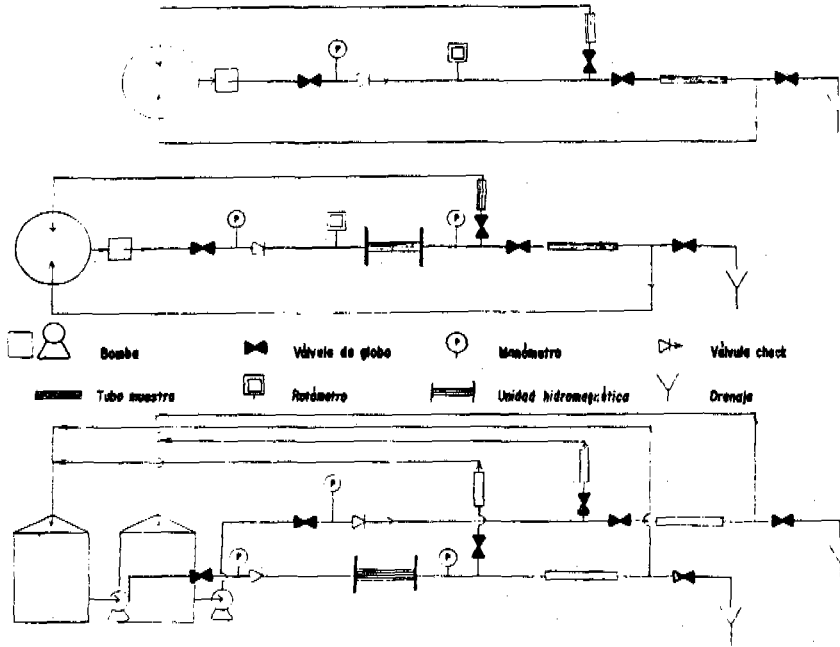 P
P
P
Bomba
Válvula de globo
P
Manómetro
Válvula check
Tubo muestra
Rotámetro
Unidad hidromagnética
Drenaje
P
P
P